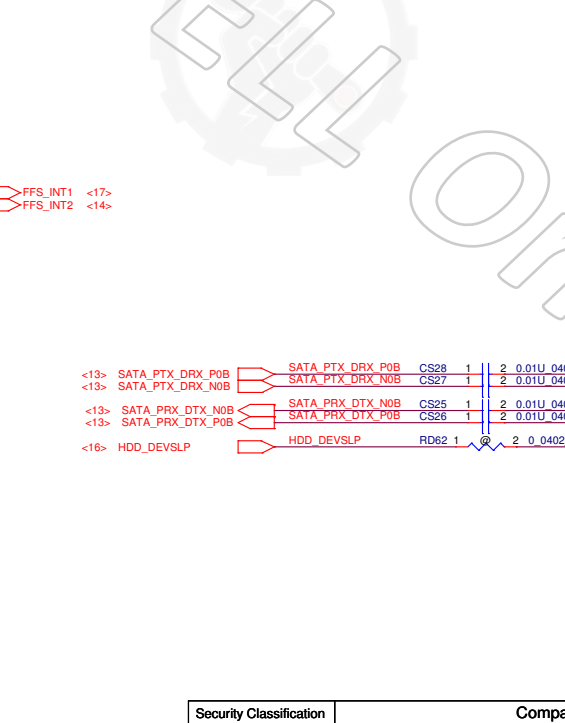 ELL On
FFS_INT1 <17>
FFS_INT2 <14>
<13> SATA_PTX_DRX_P0B SATA_PTX_DRX_P0B CS28 1 2 0.01U_040
<13> SATA_PTX_DRX_N0B SATA_PTX_DRX_N0B CS27 1 2 0.01U_040
<13> SATA_PRX_DTX_N0B SATA_PRX_DTX_N0B CS25 1 2 0.01U_040
<13> SATA_PRX_DTX_P0B SATA_PRX_DTX_P0B CS26 1 2 0.01U_040
<16> HDD_DEVSLP HDD_DEVSLP RD62 1 @ 2 0_0402
Security Classification Compa